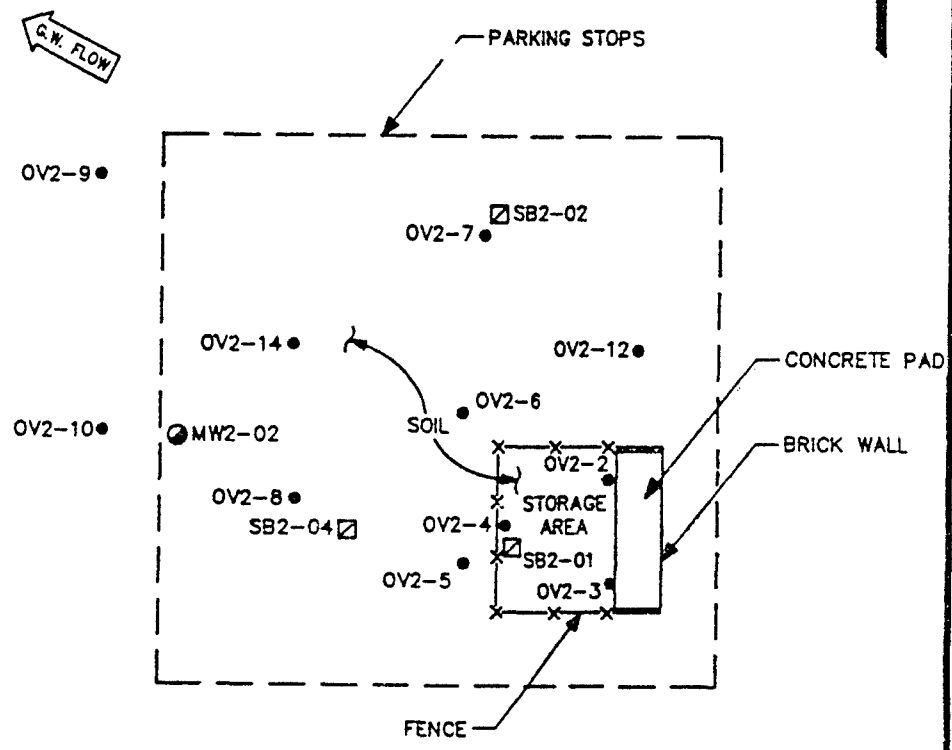 G.W. FLOW
PARKING STOPS
OV2-9
SB2-02
OV2-7
OV2-14
OV2-12
CONCRETE PAD
OV2-6
OV2-10
MW2-02
SOIL
BRICK WALL
OV2-2
OV2-8
STORAGE
AREA
SB2-04
OV2-4
SB2-01
OV2-5
OV2-3
FENCE